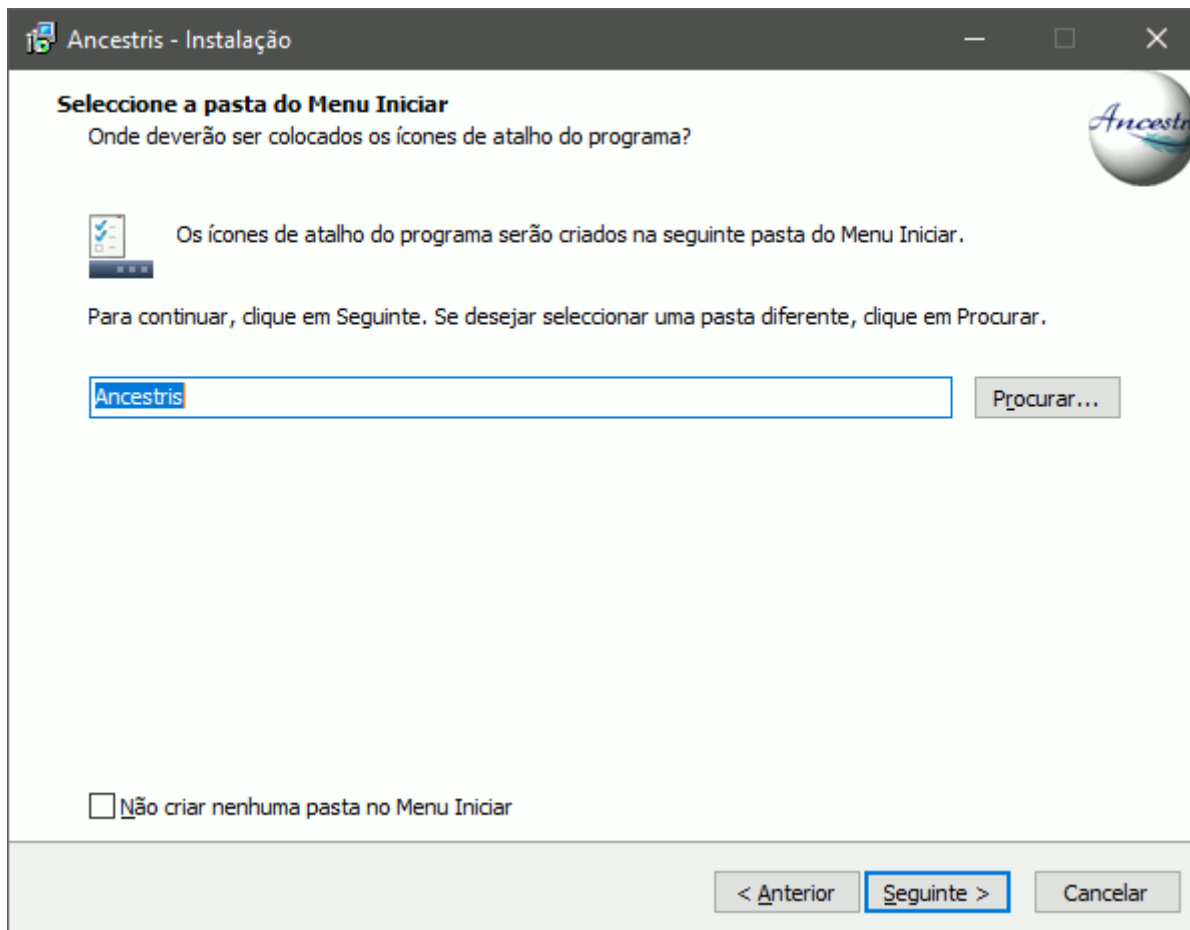 Ancestris - Instalação
Seleccione a pasta do Menu Iniciar
Onde deverão ser colocados os ícones de atalho do programa?
Ancestr
Os ícones de atalho do programa serão criados na seguinte pasta do Menu Iniciar.
Para continuar, clique em Seguinte. Se desejar seleccionar uma pasta diferente, clique em Procurar.
Ancestris
Procurar...
Não criar nenhuma pasta no Menu Iniciar
< Anterior
Seguinte >
Cancelar